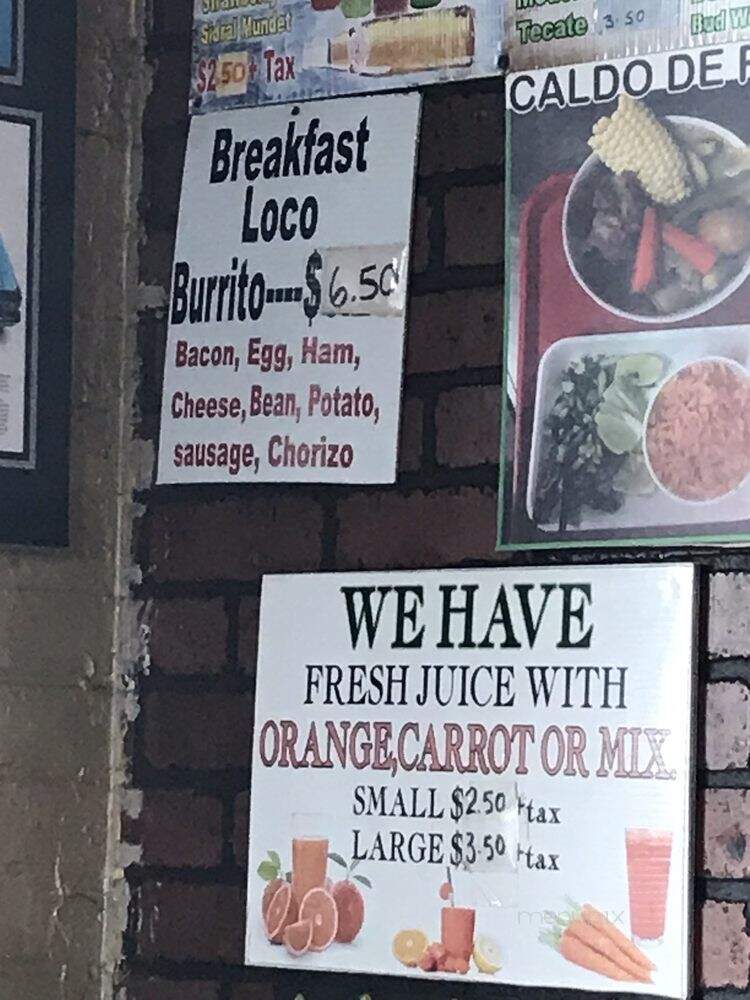 Sidral Mundet
$2.50+ Tax
Tecate 3.50
Bud
CALDO DE
Breakfast
Loco
Burrito----$6.50
Bacon, Egg, Ham,
Cheese, Bean, Potato,
sausage, Chorizo
WE HAVE
FRESH JUICE WITH
ORANGE,CARROT OR MIX
SMALL $2.50 +tax
LARGE $3.50 +tax
menupix